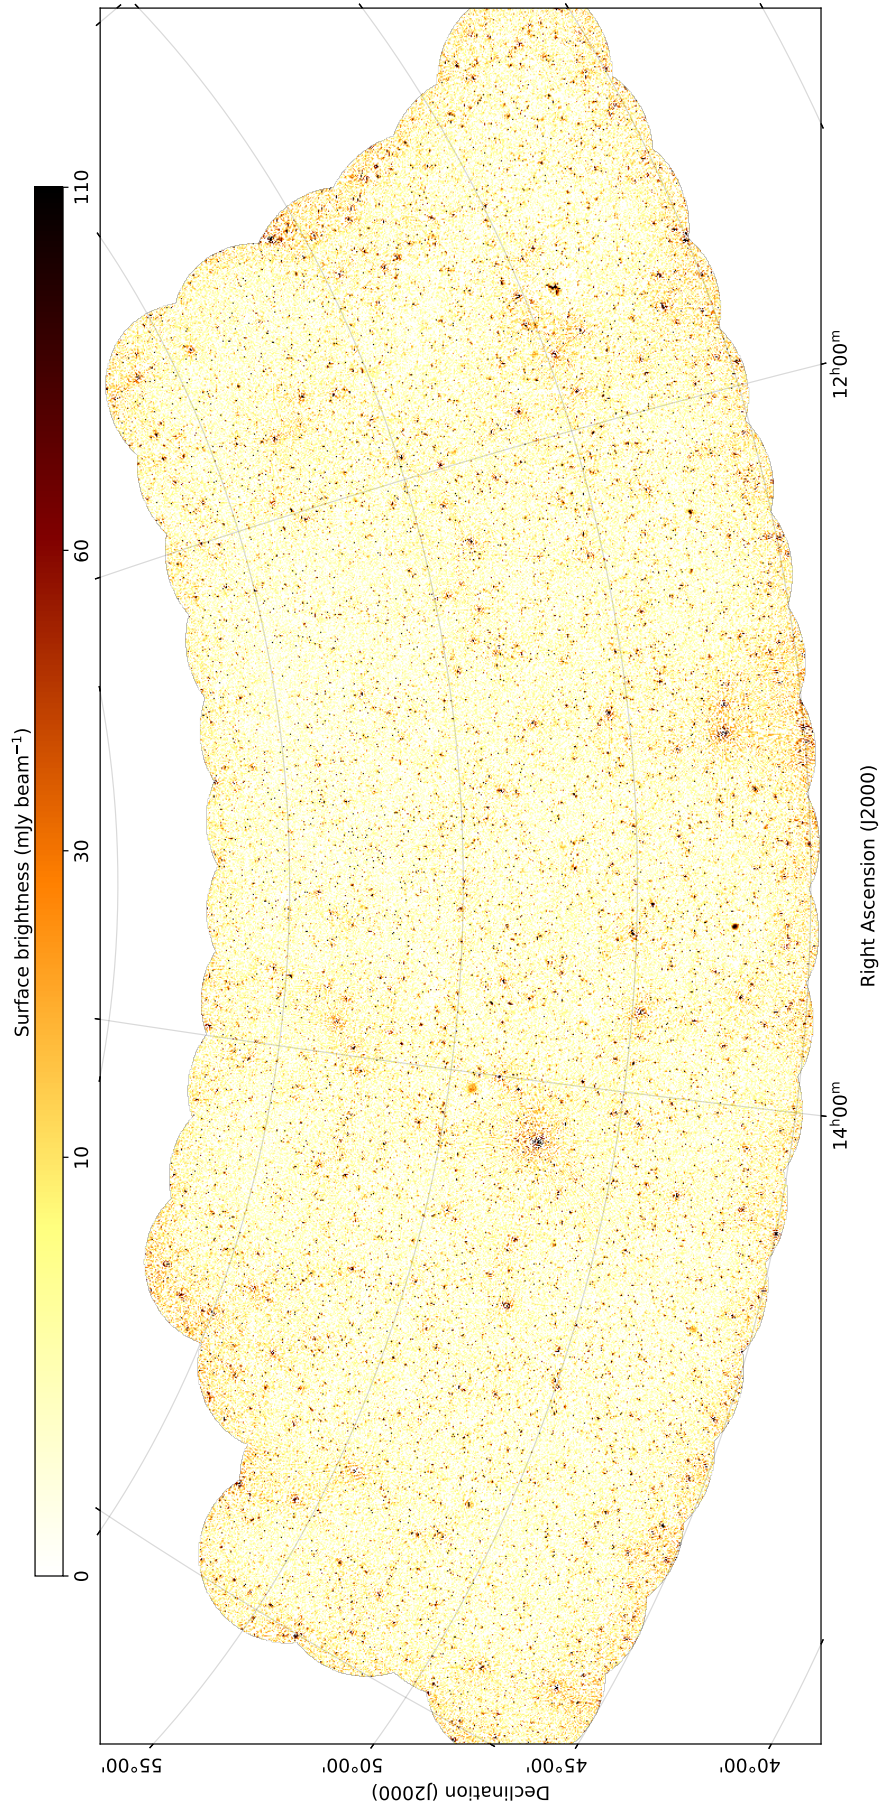 Surface brightness (mJy beam⁻¹)
0
10
30
60
110
12ʰ00ᵐ
14ʰ00ᵐ
Right Ascension (J2000)
55°00'
50°00'
45°00'
40°00'
Declination (J2000)